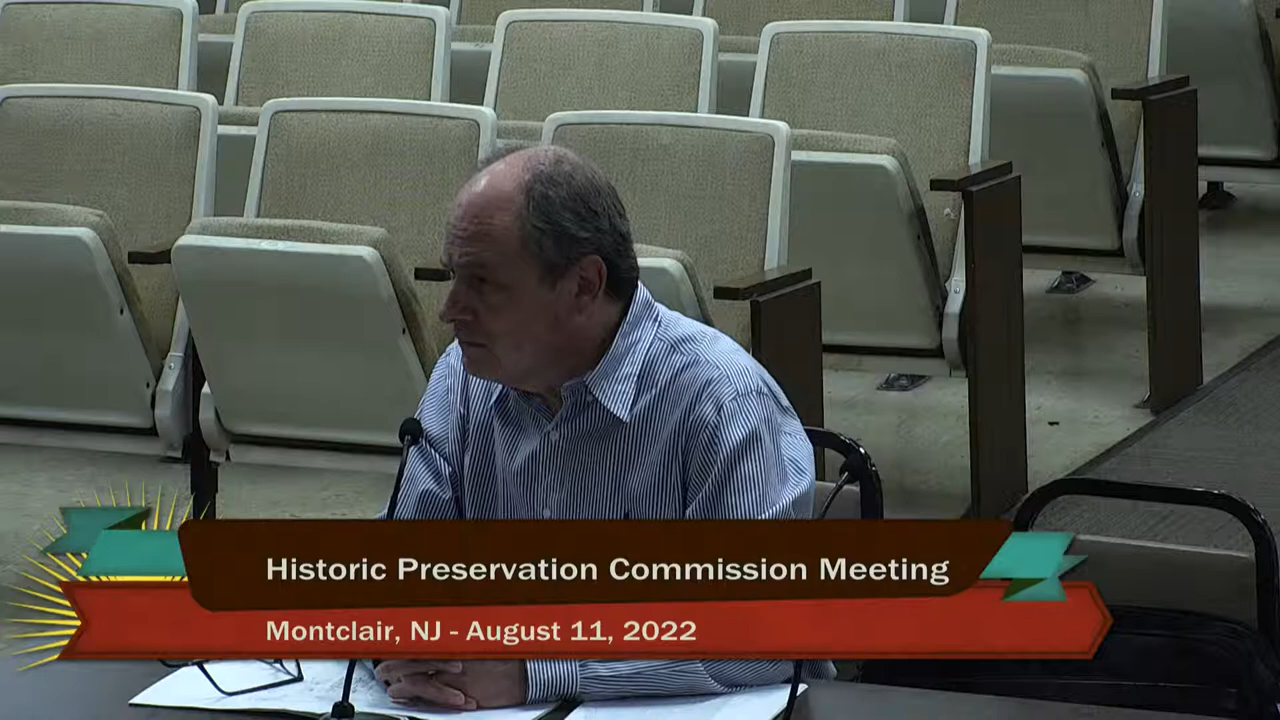 Historic Preservation Commission Meeting
Montclair, NJ - August 11, 2022